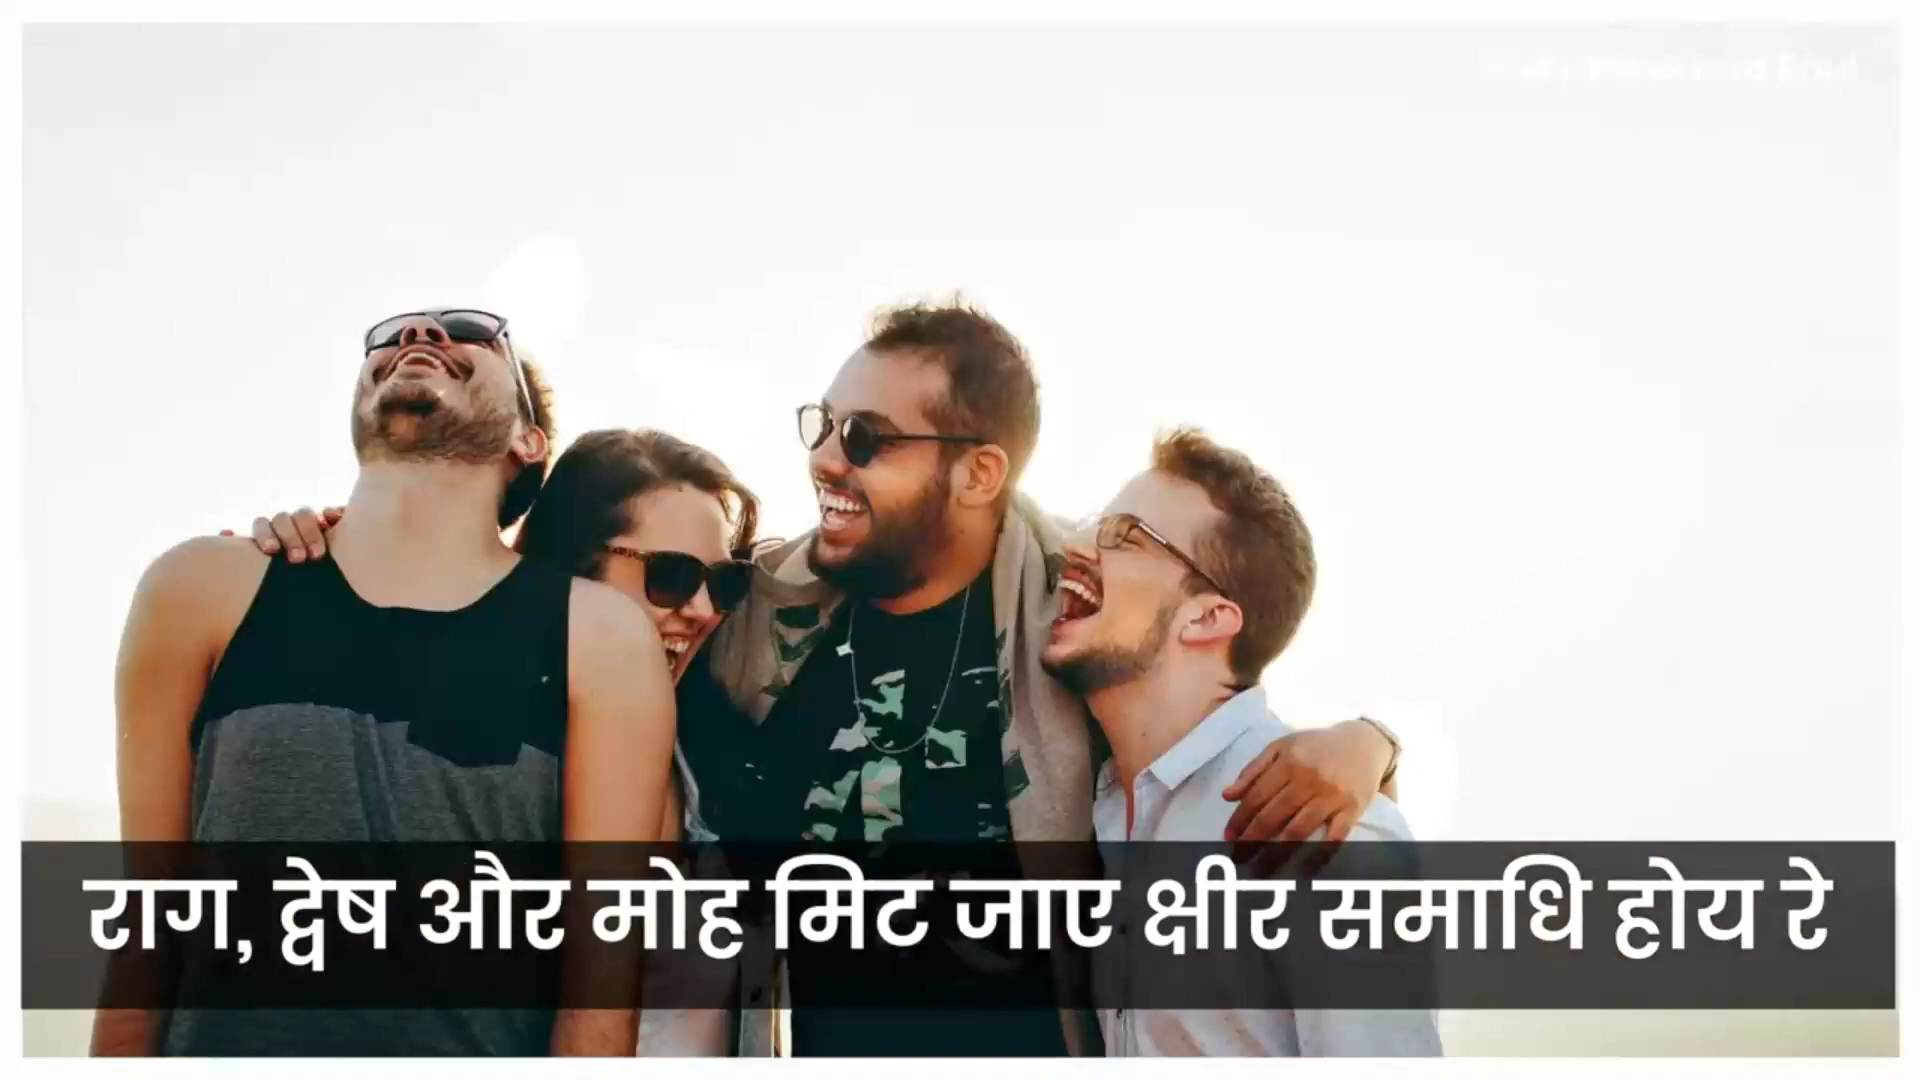 राग, द्वेष और मोह मिट जाए क्षीर समाधि होय रे